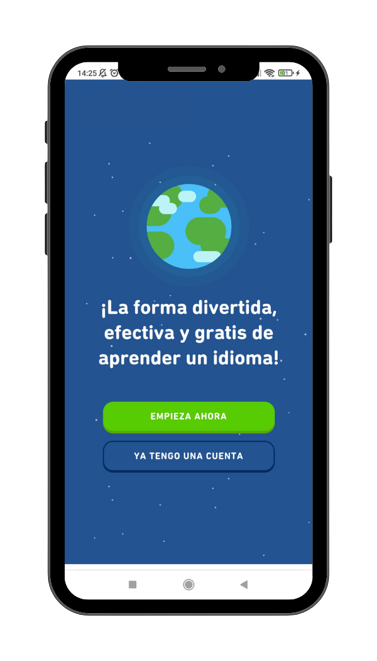 14:25
¡La forma divertida,
efectiva y gratis de
aprender un idioma!
EMPIEZA AHORA
YA TENGO UNA CUENTA